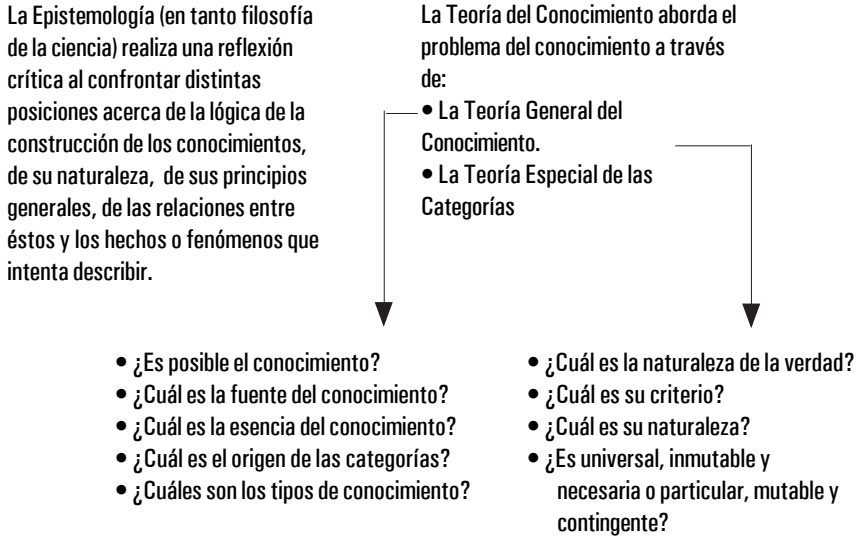 La Epistemología (en tanto filosofía
de la ciencia) realiza una reflexión
crítica al confrontar distintas
posiciones acerca de la lógica de la
construcción de los conocimientos,
de su naturaleza, de sus principios
generales, de las relaciones entre
éstos y los hechos o fenómenos que
intenta describir.
La Teoría del Conocimiento aborda el
problema del conocimiento a través
de:
• La Teoría General del
Conocimiento.
• La Teoría Especial de las
Categorías
• ¿Es posible el conocimiento?
• ¿Cuál es la fuente del conocimiento?
• ¿Cuál es la esencia del conocimiento?
• ¿Cuál es el origen de las categorías?
• ¿Cuáles son los tipos de conocimiento?
• ¿Cuál es la naturaleza de la verdad?
• ¿Cuál es su criterio?
• ¿Cuál es su naturaleza?
• ¿Es universal, inmutable y
necesaria o particular, mutable y
contingente?